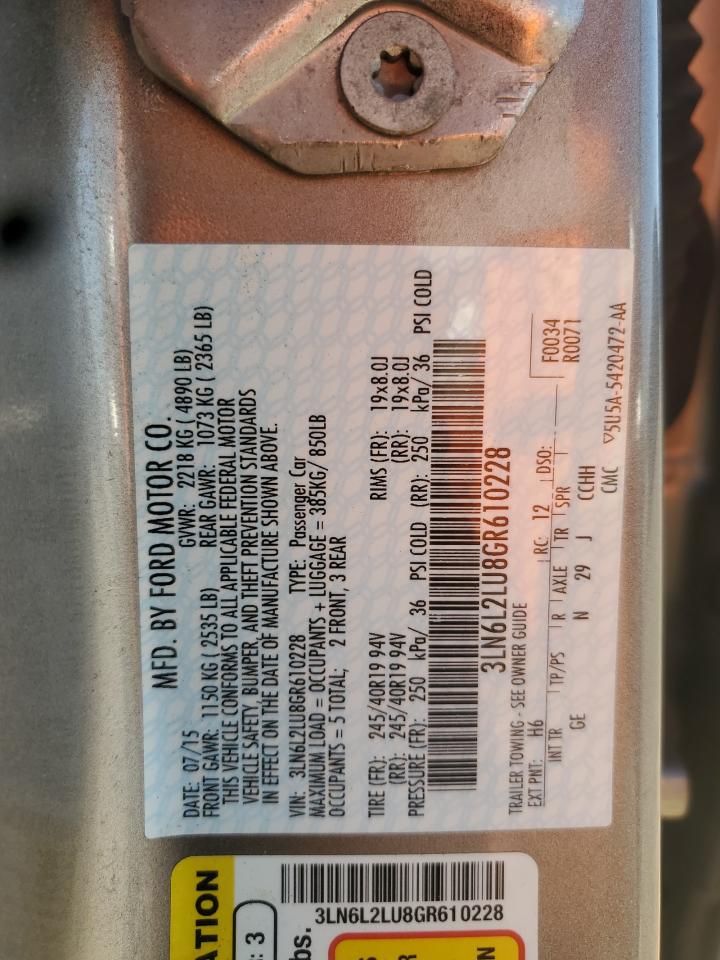 MFD. BY FORD MOTOR CO.
DATE: 07/15 GVWR: 2218 KG ( 4890 LB)
FRONT GAWR: 1150 KG ( 2535 LB) REAR GAWR: 1073 KG ( 2365 LB)
THIS VEHICLE CONFORMS TO ALL APPLICABLE FEDERAL MOTOR
VEHICLE SAFETY, BUMPER, AND THEFT PREVENTION STANDARDS
IN EFFECT ON THE DATE OF MANUFACTURE SHOWN ABOVE.
VIN: 3LN6L2LU8GR610228 TYPE: Passenger Car
MAXIMUM LOAD = OCCUPANTS + LUGGAGE = 385KG/ 850LB
OCCUPANTS = 5 TOTAL; 2 FRONT, 3 REAR
TIRE (FR): 245/40R19 94V RIMS (FR): 19x8.0J
(RR): 245/40R19 94V (RR): 19x8.0J
PRESSURE (FR): 250 kPa/ 36 PSI COLD (RR): 250 kPa/ 36 PSI COLD
3LN6L2LU8GR610228
TRAILER TOWING - SEE OWNER GUIDE
EXT PNT: H6 RC: 12 DSO: F0034
INT TR TP/PS R AXLE TR SPR R0071
GE N 29 J CCHH
CMC ▽5U5A-5420472-AA
ATION
: 3
bs.
3LN6L2LU8GR610228
S
R
N